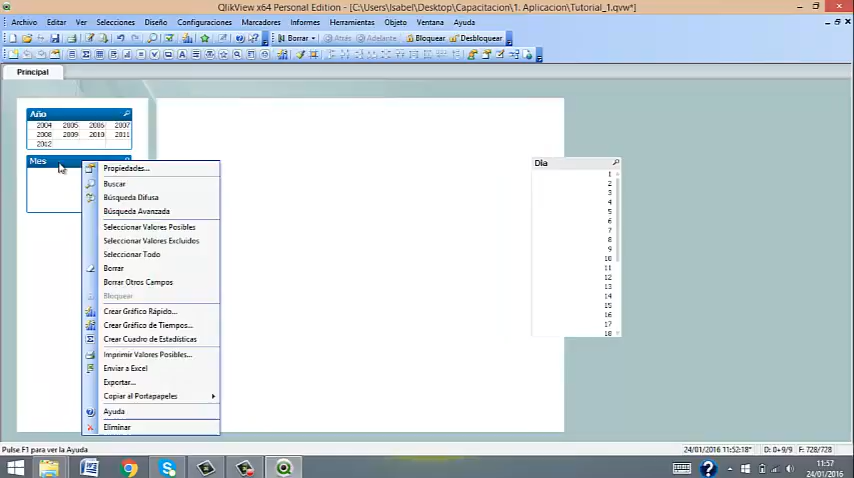 QlikView x64 Personal Edition - [C:\Users\Isabel\Desktop\Capacitacion\1. Aplicacion\Tutorial_1.qvw*]
Archivo Editar Ver Selecciones Diseño Configuraciones Marcadores Informes Herramientas Objeto Ventana Ayuda
Borrar Atrás Adelante Bloquear Desbloquear
Principal
Año
2004 2005 2006 2007
2008 2009 2010 2011
2012
Mes
Propiedades...
Buscar
Búsqueda Difusa
Búsqueda Avanzada
Seleccionar Valores Posibles
Seleccionar Valores Excluidos
Seleccionar Todo
Borrar
Borrar Otros Campos
Bloquear
Crear Gráfico Rápido...
Crear Gráfico de Tiempos...
Crear Cuadro de Estadísticas
Imprimir Valores Posibles...
Enviar a Excel
Exportar...
Copiar al Portapapeles
Ayuda
Eliminar
Dia
1
2
3
4
5
6
7
8
9
10
11
12
13
14
15
16
17
18
Pulse F1 para ver la Ayuda
24/01/2016 11:52:18* D: 0+9/9 F: 728/728
11:57
24/01/2016